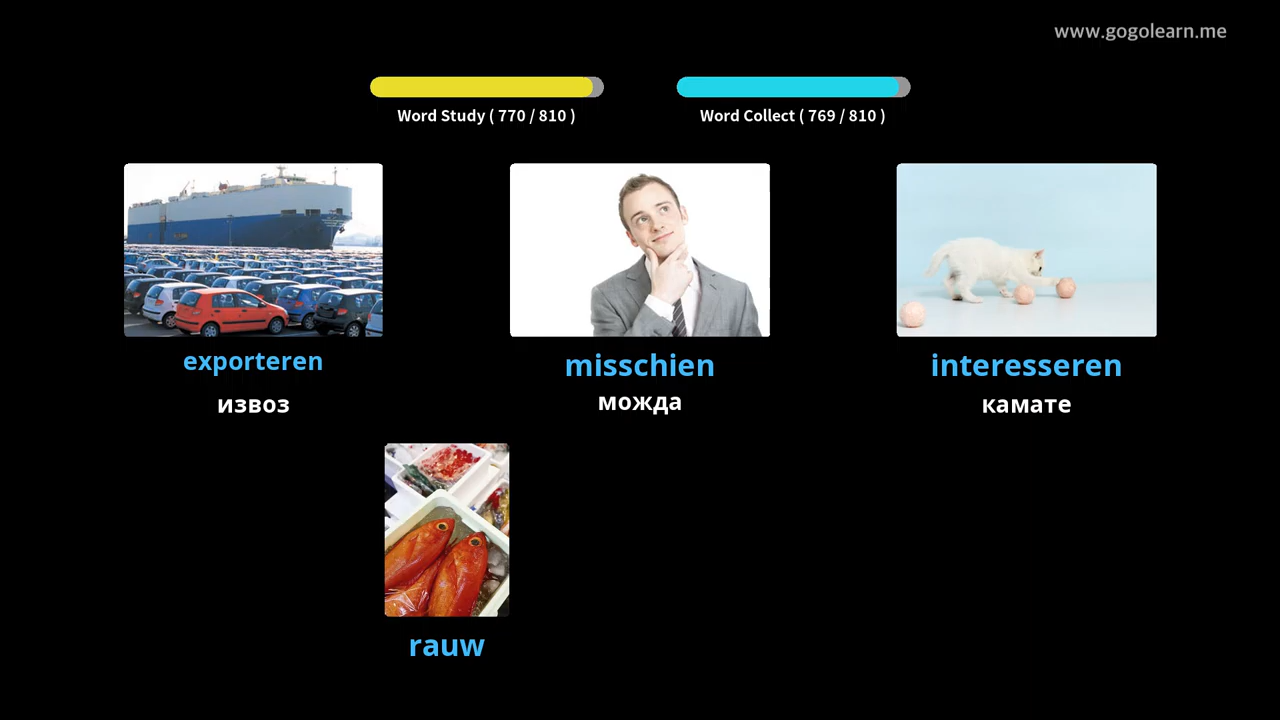 www.gogolearn.me
Word Study ( 770 / 810 )
Word Collect ( 769 / 810 )
exporteren
misschien
interesseren
извоз
можда
камате
rauw